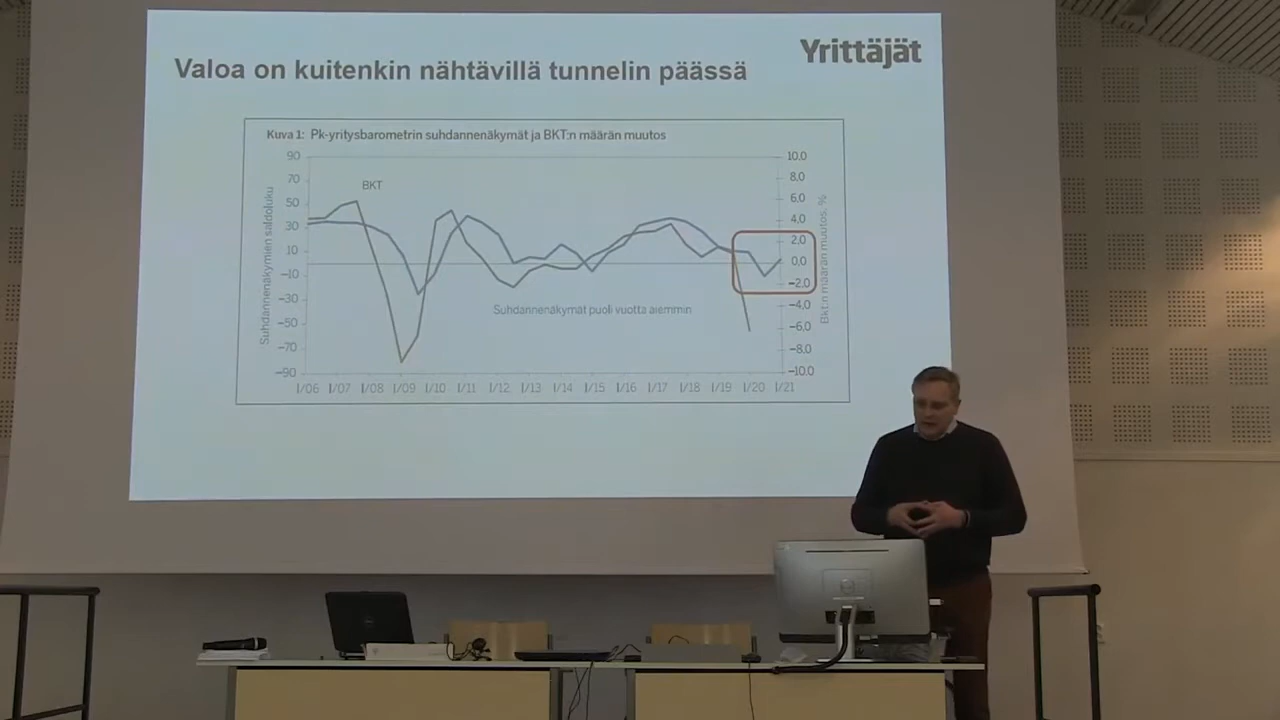 Yrittäjät
Valoa on kuitenkin nähtävillä tunnelin päässä
Kuva 1: Pk-yritysbarometrin suhdannenäkymät ja BKT:n määrän muutos
Suhdannenäkymien saldoluku
90
70
50
30
10
−10
−30
−50
−70
−90
BKT
Suhdannenäkymät puoli vuotta aiemmin
10,0
8,0
6,0
4,0
2,0
0,0
−2,0
−4,0
−6,0
−8,0
−10,0
Bkt:n määrän muutos, %
I/06 I/07 I/08 I/09 I/10 I/11 I/12 I/13 I/14 I/15 I/16 I/17 I/18 I/19 I/20 I/21